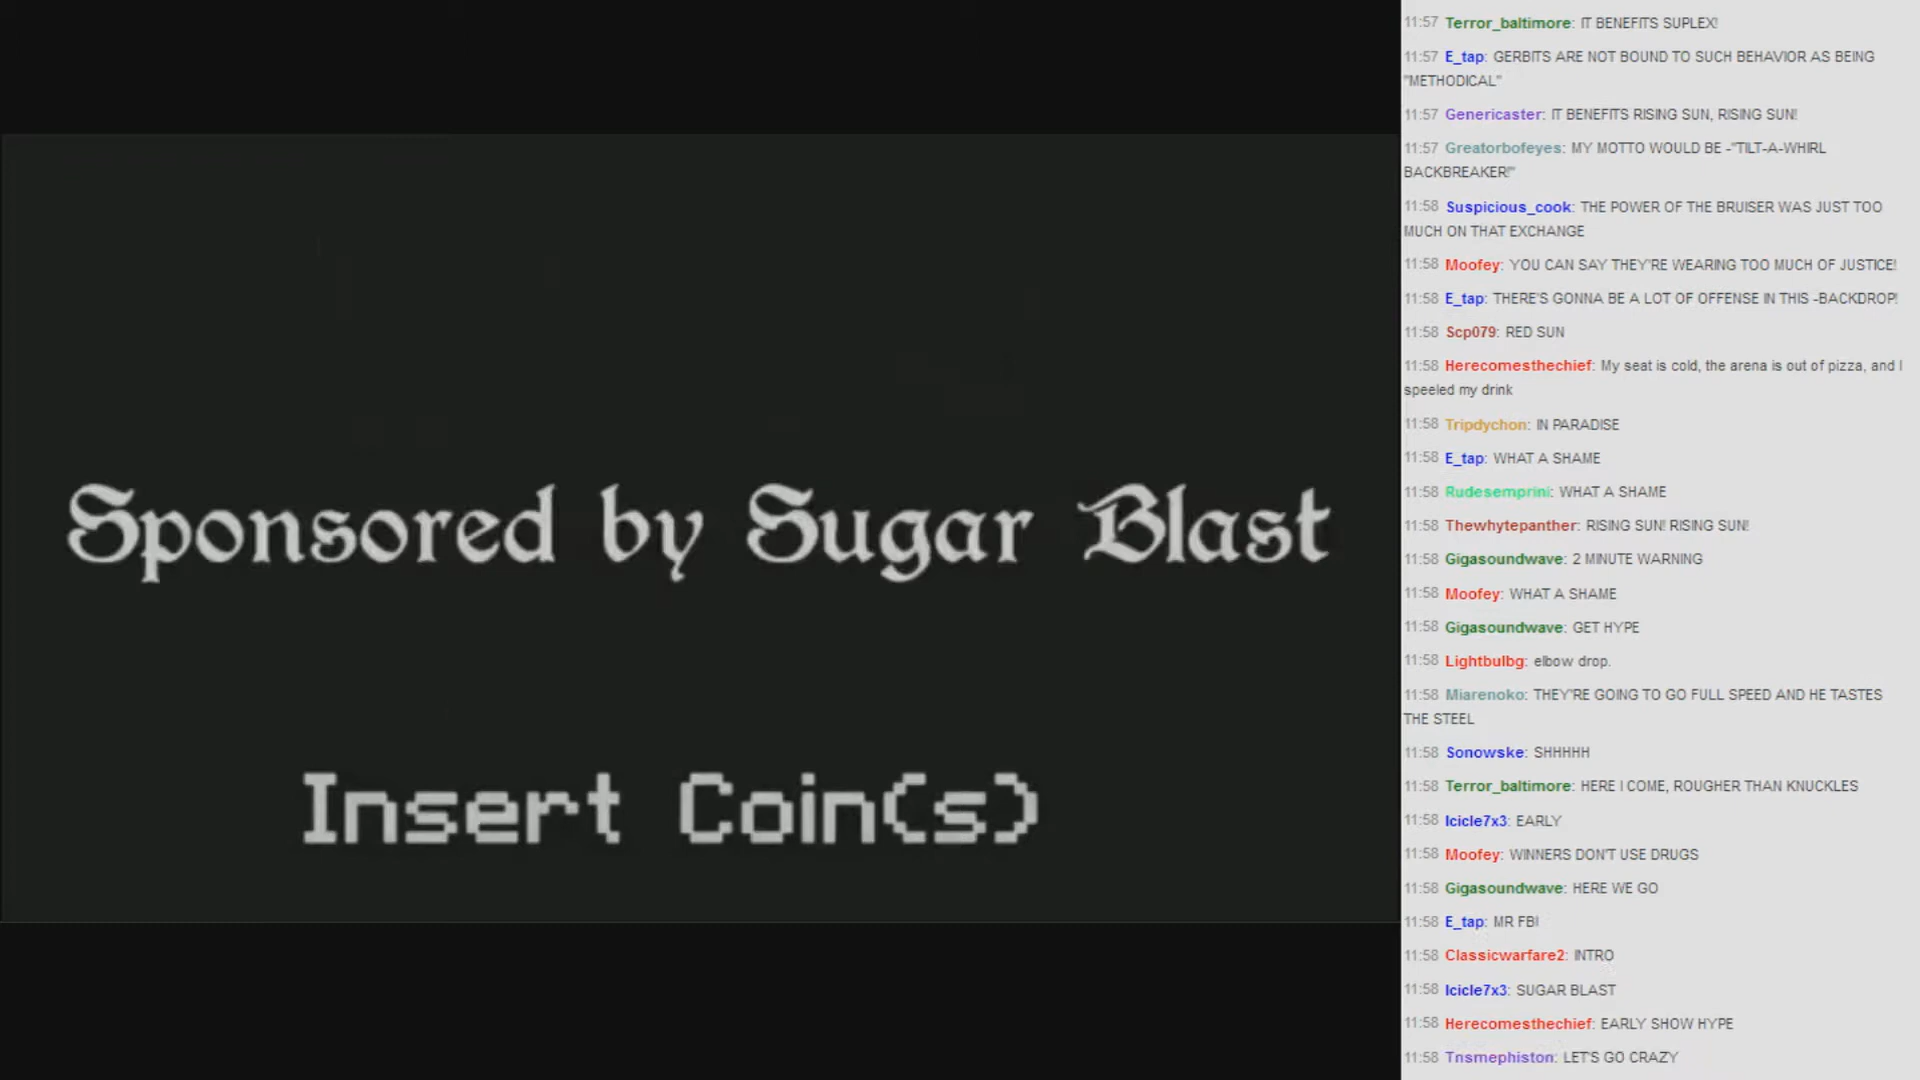 Sponsored by Sugar Blast
Insert Coin(s)
11:57 Terror_baltimore: IT BENEFITS SUPLEX!
11:57 E_tap: GERBITS ARE NOT BOUND TO SUCH BEHAVIOR AS BEING
"METHODICAL"
11:57 Genericaster: IT BENEFITS RISING SUN, RISING SUN!
11:57 Greatorbofeyes: MY MOTTO WOULD BE -"TILT-A-WHIRL
BACKBREAKER!"
11:58 Suspicious_cook: THE POWER OF THE BRUISER WAS JUST TOO
MUCH ON THAT EXCHANGE
11:58 Moofey: YOU CAN SAY THEY'RE WEARING TOO MUCH OF JUSTICE!
11:58 E_tap: THERE'S GONNA BE A LOT OF OFFENSE IN THIS -BACKDROP!
11:58 Scp079: RED SUN
11:58 Herecomesthechief: My seat is cold, the arena is out of pizza, and I
speeled my drink
11:58 Tripdychon: IN PARADISE
11:58 E_tap: WHAT A SHAME
11:58 Rudesemprini: WHAT A SHAME
11:58 Thewhytepanther: RISING SUN! RISING SUN!
11:58 Gigasoundwave: 2 MINUTE WARNING
11:58 Moofey: WHAT A SHAME
11:58 Gigasoundwave: GET HYPE
11:58 Lightbulbg: elbow drop.
11:58 Miarenoko: THEY'RE GOING TO GO FULL SPEED AND HE TASTES
THE STEEL
11:58 Sonowske: SHHHHH
11:58 Terror_baltimore: HERE I COME, ROUGHER THAN KNUCKLES
11:58 Icicle7x3: EARLY
11:58 Moofey: WINNERS DON'T USE DRUGS
11:58 Gigasoundwave: HERE WE GO
11:58 E_tap: MR FBI
11:58 Classicwarfare2: INTRO
11:58 Icicle7x3: SUGAR BLAST
11:58 Herecomesthechief: EARLY SHOW HYPE
11:58 Tnsmephiston: LET'S GO CRAZY